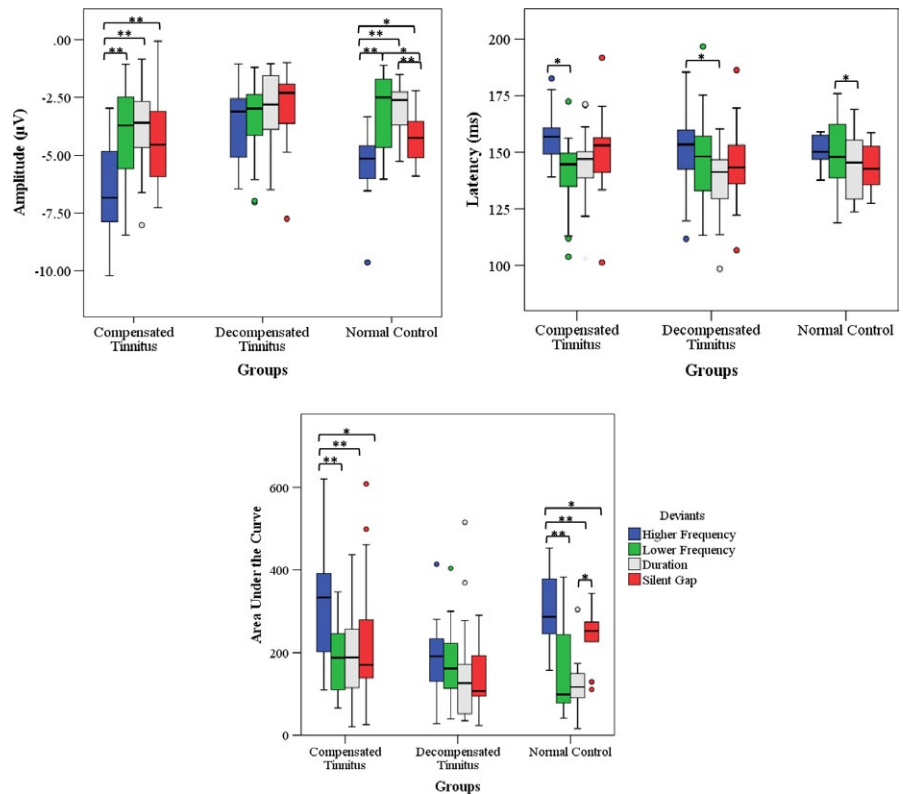 ** ** **
.00
-2.50
-5.00
-7.50
-10.00
Amplitude (µV)
* ** ** * **
Compensated Tinnitus
Decompensated Tinnitus
Normal Control
Groups
200
175
150
125
100
Latency (ms)
* * *
Compensated Tinnitus
Decompensated Tinnitus
Normal Control
Groups
* ** **
600
400
200
0
Area Under the Curve
* ** ** *
Compensated Tinnitus
Decompensated Tinnitus
Normal Control
Groups
Deviants
Higher Frequency
Lower Frequency
Duration
Silent Gap